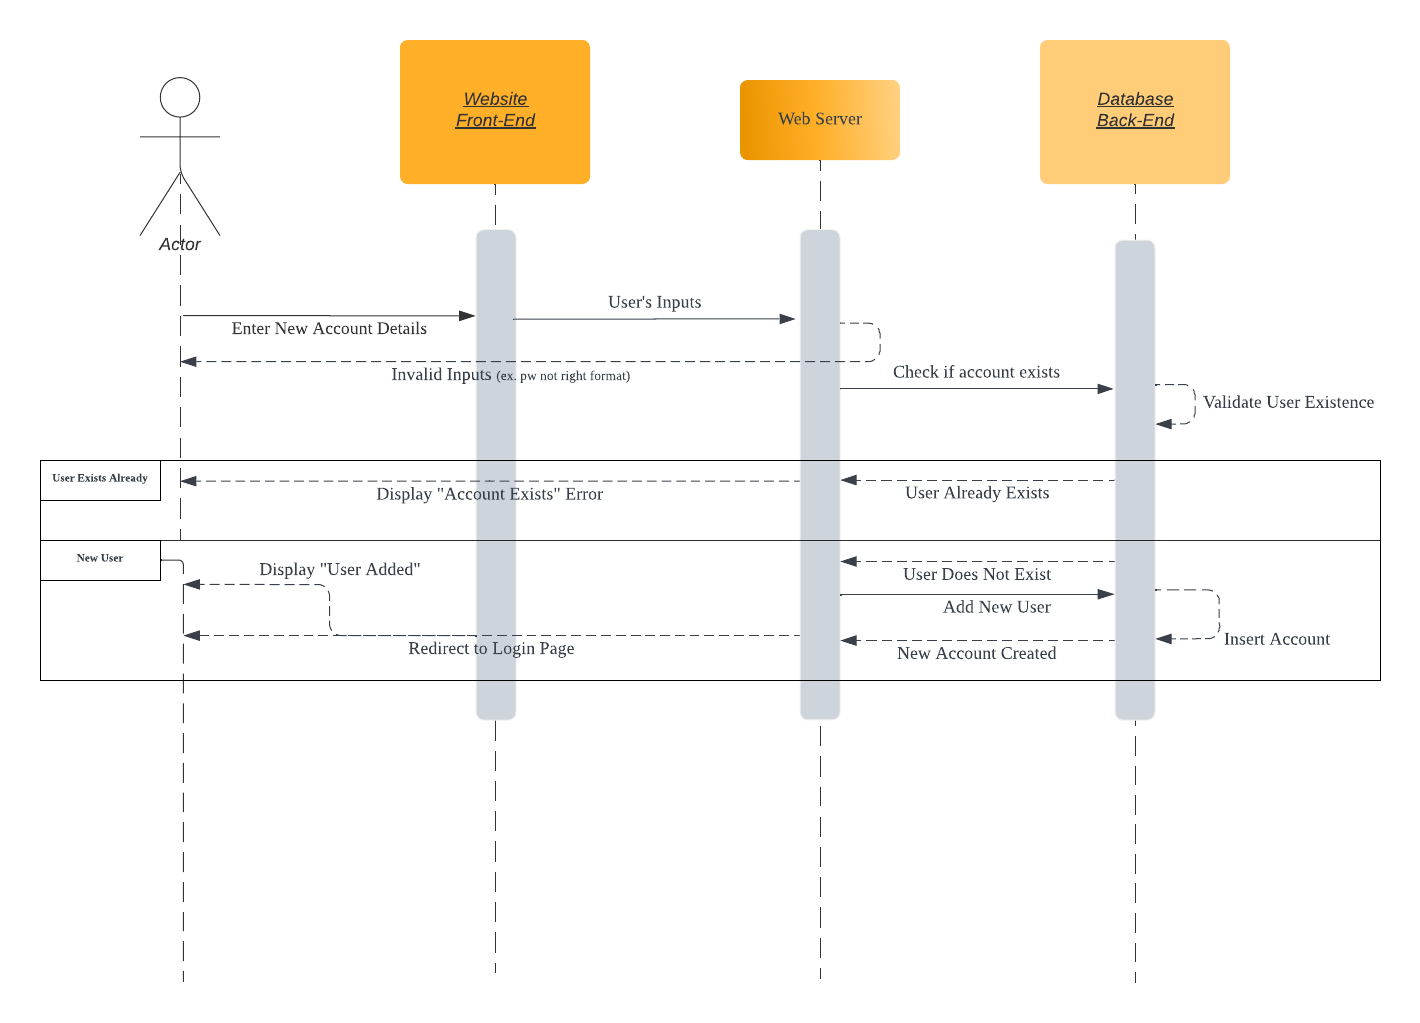 Website
Front-End
Web Server
Database
Back-End
Actor
User's Inputs
Enter New Account Details
Invalid Inputs (ex. pw not right format)
Check if account exists
Validate User Existence
User Exists Already
Display "Account Exists" Error
User Already Exists
New User
Display "User Added"
User Does Not Exist
Add New User
Insert Account
Redirect to Login Page
New Account Created